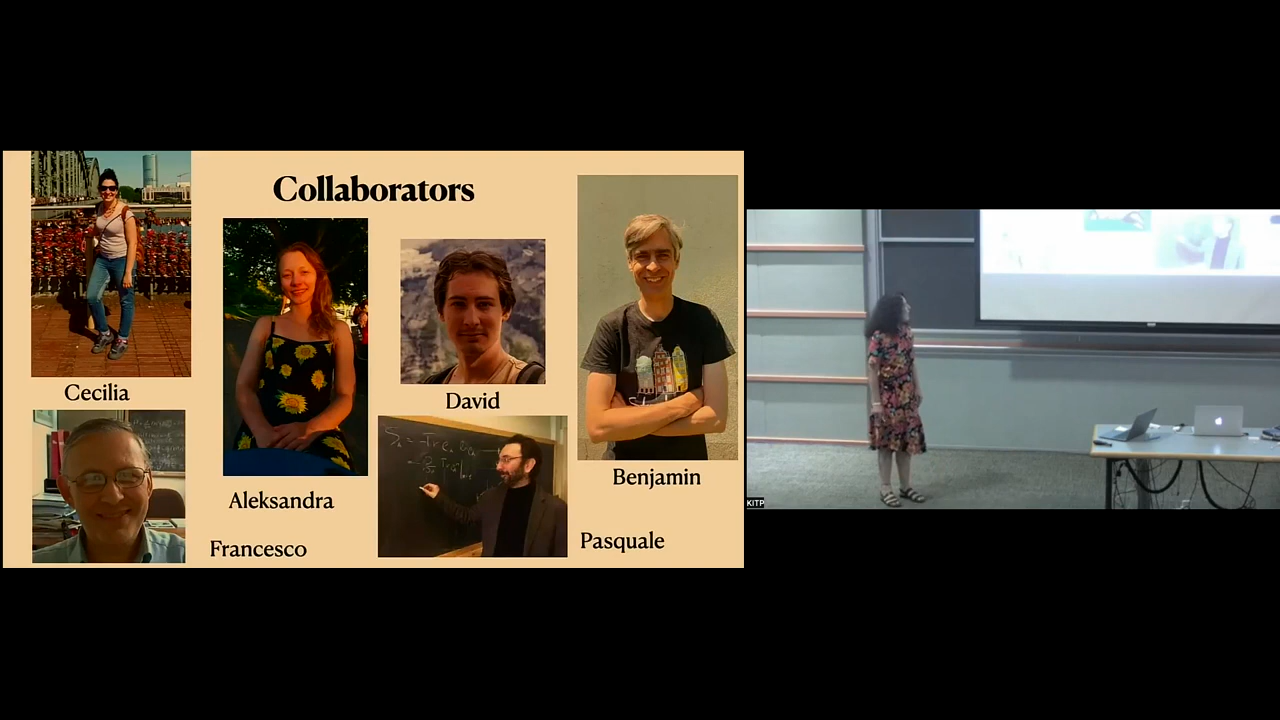 Collaborators
Cecilia
David
Benjamin
Aleksandra
Francesco
Pasquale
KITP